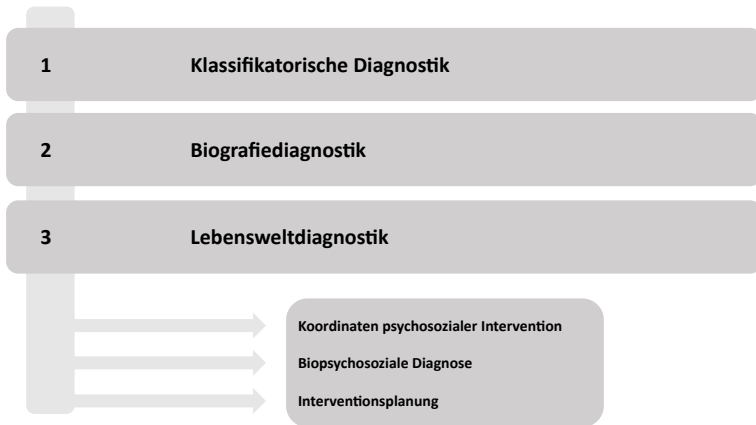 1 Klassifikatorische Diagnostik
2 Biografiediagnostik
3 Lebensweltdiagnostik
Koordinaten psychosozialer Intervention
Biopsychosoziale Diagnose
Interventionsplanung